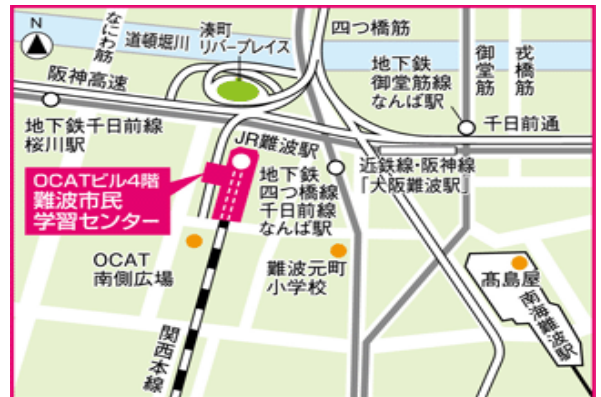 N
なにわ筋
道頓堀川
湊町
リバープレイス
四つ橋筋
御堂筋
戎橋筋
阪神高速
地下鉄
御堂筋線
なんば駅
千日前通
地下鉄千日前線
桜川駅
JR難波駅
近鉄線・阪神線
「大阪難波駅」
OCATビル4階
難波市民
学習センター
地下鉄
四つ橋線
千日前線
なんば駅
OCAT
南側広場
難波元町
小学校
髙島屋
南海難波駅
関西本線